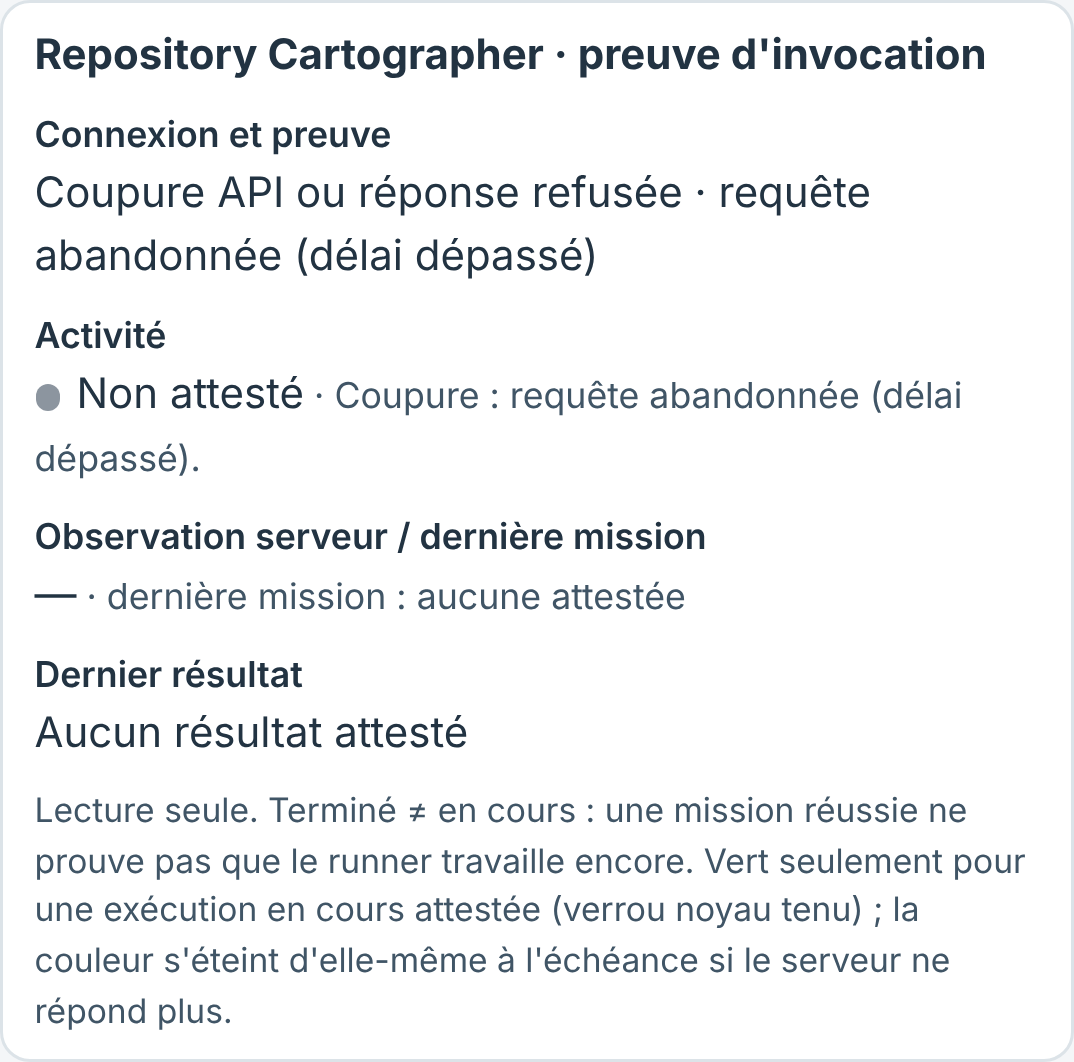 Repository Cartographer · preuve d'invocation
Connexion et preuve
Coupure API ou réponse refusée · requête
abandonnée (délai dépassé)
Activité
Non attesté · Coupure : requête abandonnée (délai
dépassé).
Observation serveur / dernière mission
— · dernière mission : aucune attestée
Dernier résultat
Aucun résultat attesté
Lecture seule. Terminé ≠ en cours : une mission réussie ne
prouve pas que le runner travaille encore. Vert seulement pour
une exécution en cours attestée (verrou noyau tenu) ; la
couleur s'éteint d'elle-même à l'échéance si le serveur ne
répond plus.